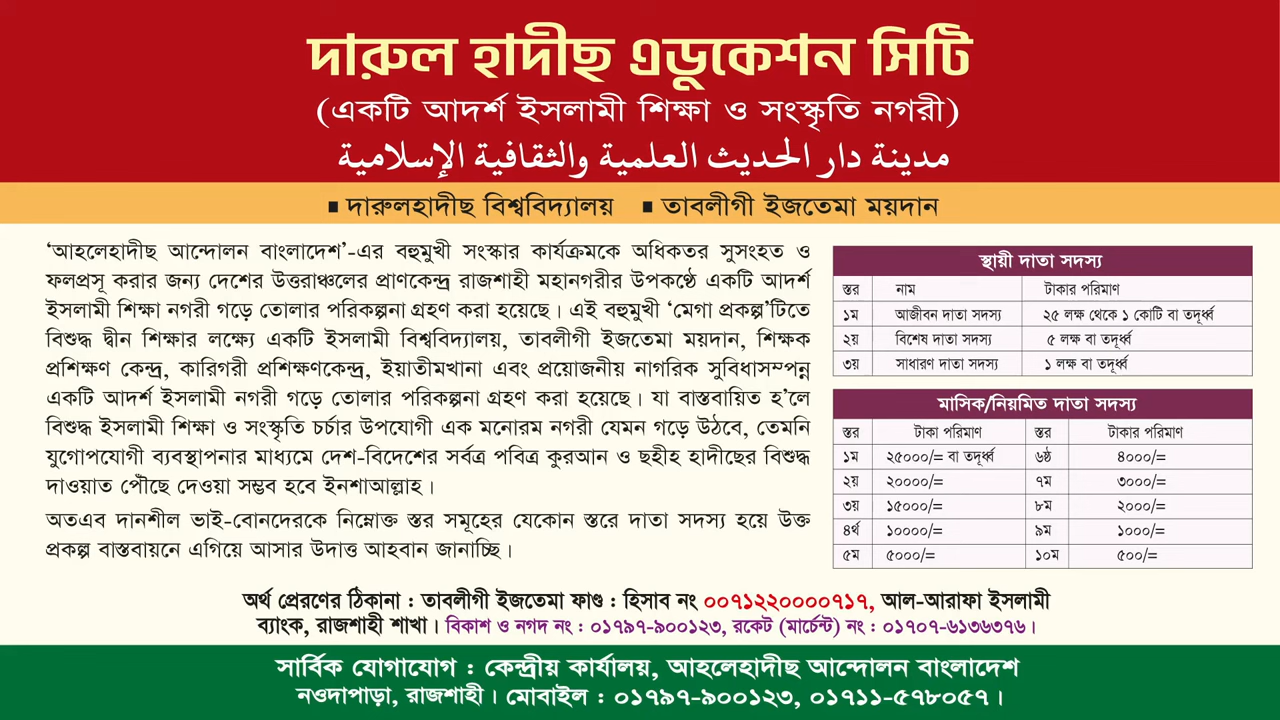 দারুল হাদীছ এডুকেশন সিটি
(একটি আদর্শ ইসলামী শিক্ষা ও সংস্কৃতি নগরী)
مدينة دار الحديث العلمية والثقافية الإسلامية
■ দারুলহাদীছ বিশ্ববিদ্যালয় ■ তাবলীগী ইজতেমা ময়দান
‘আহলেহাদীছ আন্দোলন বাংলাদেশ’-এর বহুমুখী সংস্কার কার্যক্রমকে অধিকতর সুসংহত ও
ফলপ্রসূ করার জন্য দেশের উত্তরাঞ্চলের প্রাণকেন্দ্র রাজশাহী মহানগরীর উপকণ্ঠে একটি আদর্শ
ইসলামী শিক্ষা নগরী গড়ে তোলার পরিকল্পনা গ্রহণ করা হয়েছে। এই বহুমুখী ‘মেগা প্রকল্প’টিতে
বিশুদ্ধ দ্বীন শিক্ষার লক্ষ্যে একটি ইসলামী বিশ্ববিদ্যালয়, তাবলীগী ইজতেমা ময়দান, শিক্ষক
প্রশিক্ষণ কেন্দ্র, কারিগরী প্রশিক্ষণকেন্দ্র, ইয়াতীমখানা এবং প্রয়োজনীয় নাগরিক সুবিধাসম্পন্ন
একটি আদর্শ ইসলামী নগরী গড়ে তোলার পরিকল্পনা গ্রহণ করা হয়েছে। যা বাস্তবায়িত হ’লে
বিশুদ্ধ ইসলামী শিক্ষা ও সংস্কৃতি চর্চার উপযোগী এক মনোরম নগরী যেমন গড়ে উঠবে, তেমনি
যুগোপযোগী ব্যবস্থাপনার মাধ্যমে দেশ-বিদেশের সর্বত্র পবিত্র কুরআন ও ছহীহ হাদীছের বিশুদ্ধ
দাওয়াত পৌঁছে দেওয়া সম্ভব হবে ইনশাআল্লাহ।
অতএব দানশীল ভাই-বোনদেরকে নিম্নোক্ত স্তর সমূহের যেকোন স্তরে দাতা সদস্য হয়ে উক্ত
প্রকল্প বাস্তবায়নে এগিয়ে আসার উদাত্ত আহবান জানাচ্ছি।
স্থায়ী দাতা সদস্য
স্তর নাম টাকার পরিমাণ
১ম আজীবন দাতা সদস্য ২৫ লক্ষ থেকে ১ কোটি বা তদূর্ধ্ব
২য় বিশেষ দাতা সদস্য ৫ লক্ষ বা তদূর্ধ্ব
৩য় সাধারণ দাতা সদস্য ১ লক্ষ বা তদূর্ধ্ব
মাসিক/নিয়মিত দাতা সদস্য
স্তর টাকা পরিমাণ স্তর টাকার পরিমাণ
১ম ২৫০০০/= বা তদূর্ধ্ব ৬ষ্ঠ ৪০০০/=
২য় ২০০০০/= ৭ম ৩০০০/=
৩য় ১৫০০০/= ৮ম ২০০০/=
৪র্থ ১০০০০/= ৯ম ১০০০/=
৫ম ৫০০০/= ১০ম ৫০০/=
অর্থ প্রেরণের ঠিকানা : তাবলীগী ইজতেমা ফাণ্ড : হিসাব নং ০০৭১২২০০০০৭১৭, আল-আরাফা ইসলামী
ব্যাংক, রাজশাহী শাখা। বিকাশ ও নগদ নং : ০১৭৯৭-৯০০১২৩, রকেট (মার্চেন্ট) নং : ০১৭০৭-৬১৩৬৩৭৬।
সার্বিক যোগাযোগ : কেন্দ্রীয় কার্যালয়, আহলেহাদীছ আন্দোলন বাংলাদেশ
নওদাপাড়া, রাজশাহী। মোবাইল : ০১৭৯৭-৯০০১২৩, ০১৭১১-৫৭৮০৫৭।